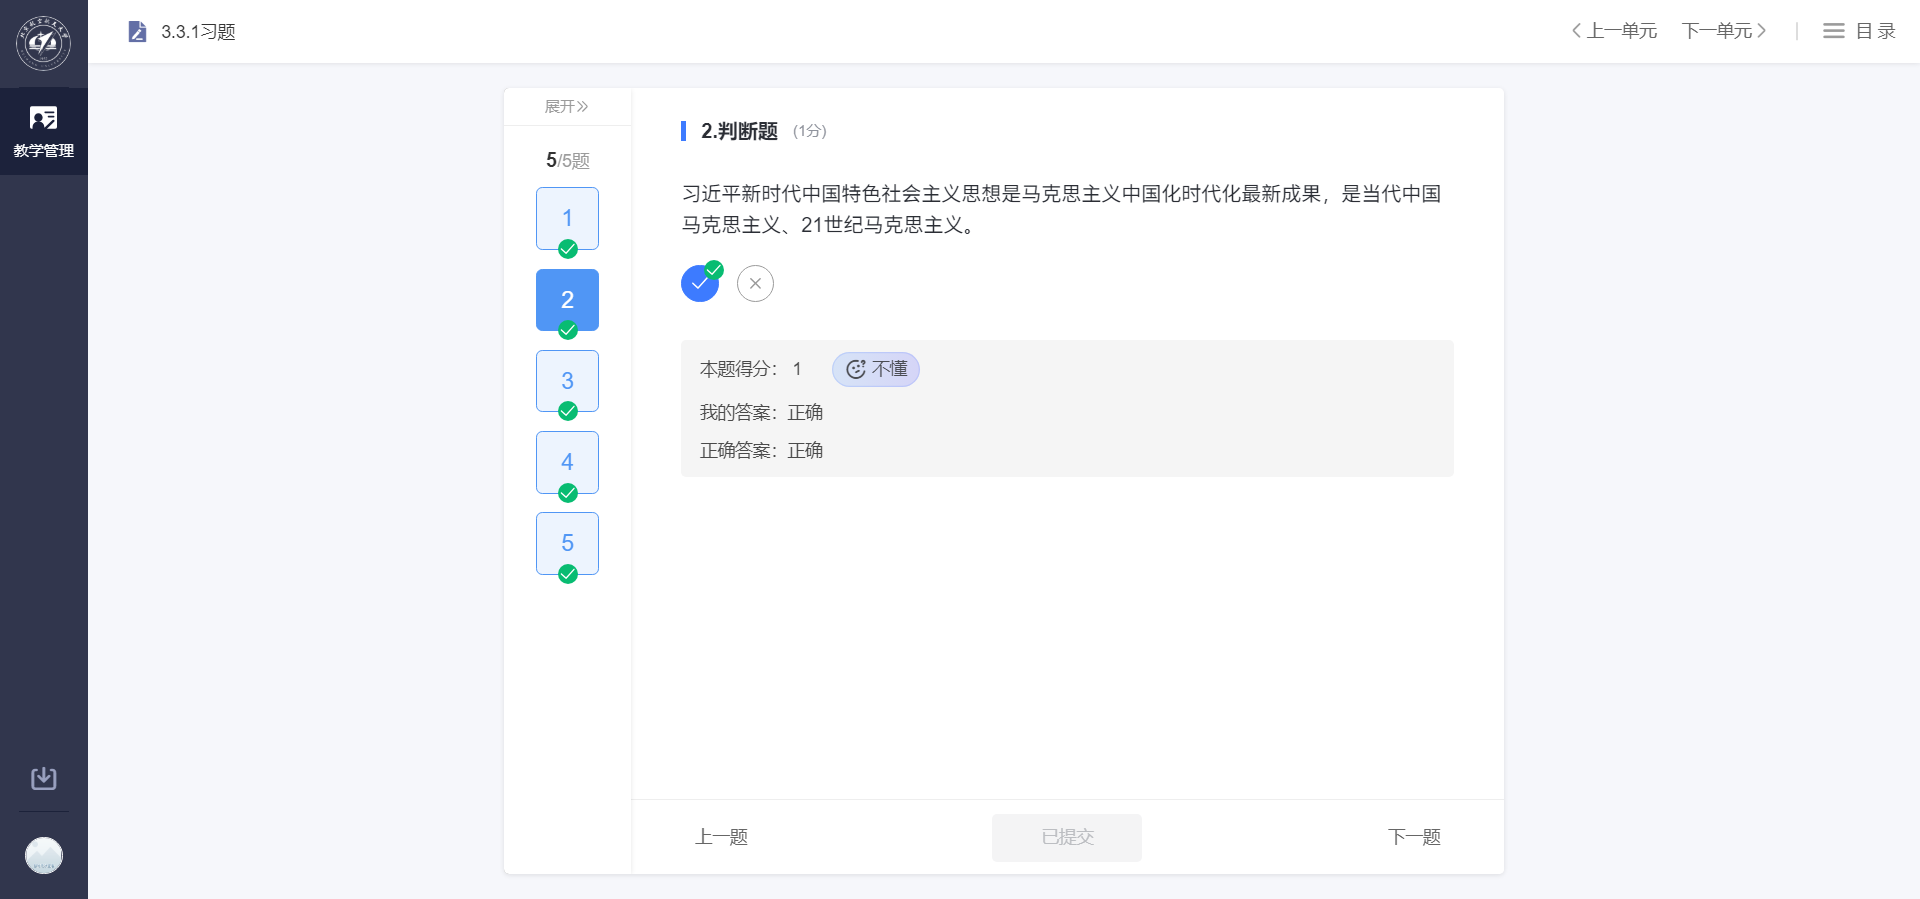 3.3.1习题
上一单元
下一单元
目录
教学管理
展开
5/5题
1
2
3
4
5
2.判断题 (1分)
习近平新时代中国特色社会主义思想是马克思主义中国化时代化最新成果，是当代中国
马克思主义、21世纪马克思主义。
本题得分： 1 不懂
我的答案：正确
正确答案：正确
上一题
已提交
下一题